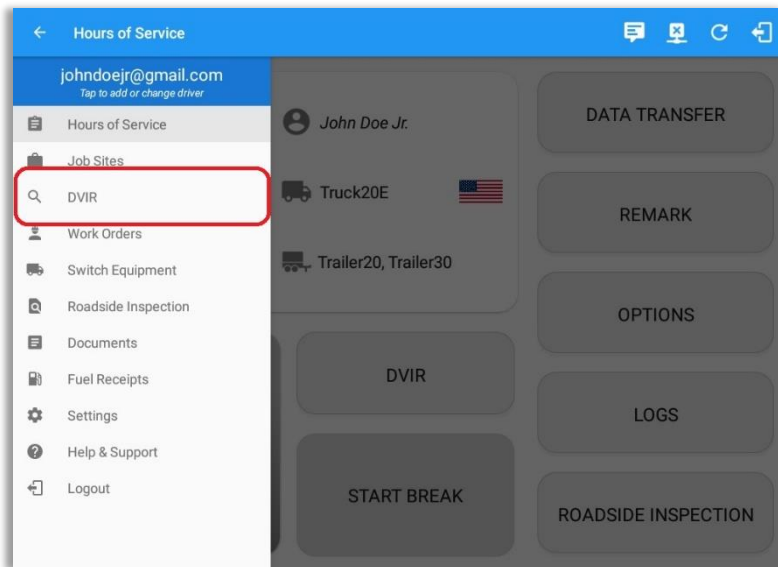 Hours of Service
johndoejr@gmail.com
Tap to add or change driver
Hours of Service
Job Sites
DVIR
Work Orders
Switch Equipment
Roadside Inspection
Documents
Fuel Receipts
Settings
Help & Support
Logout
John Doe Jr.
Truck20E
Trailer20, Trailer30
DVIR
START BREAK
DATA TRANSFER
REMARK
OPTIONS
LOGS
ROADSIDE INSPECTION